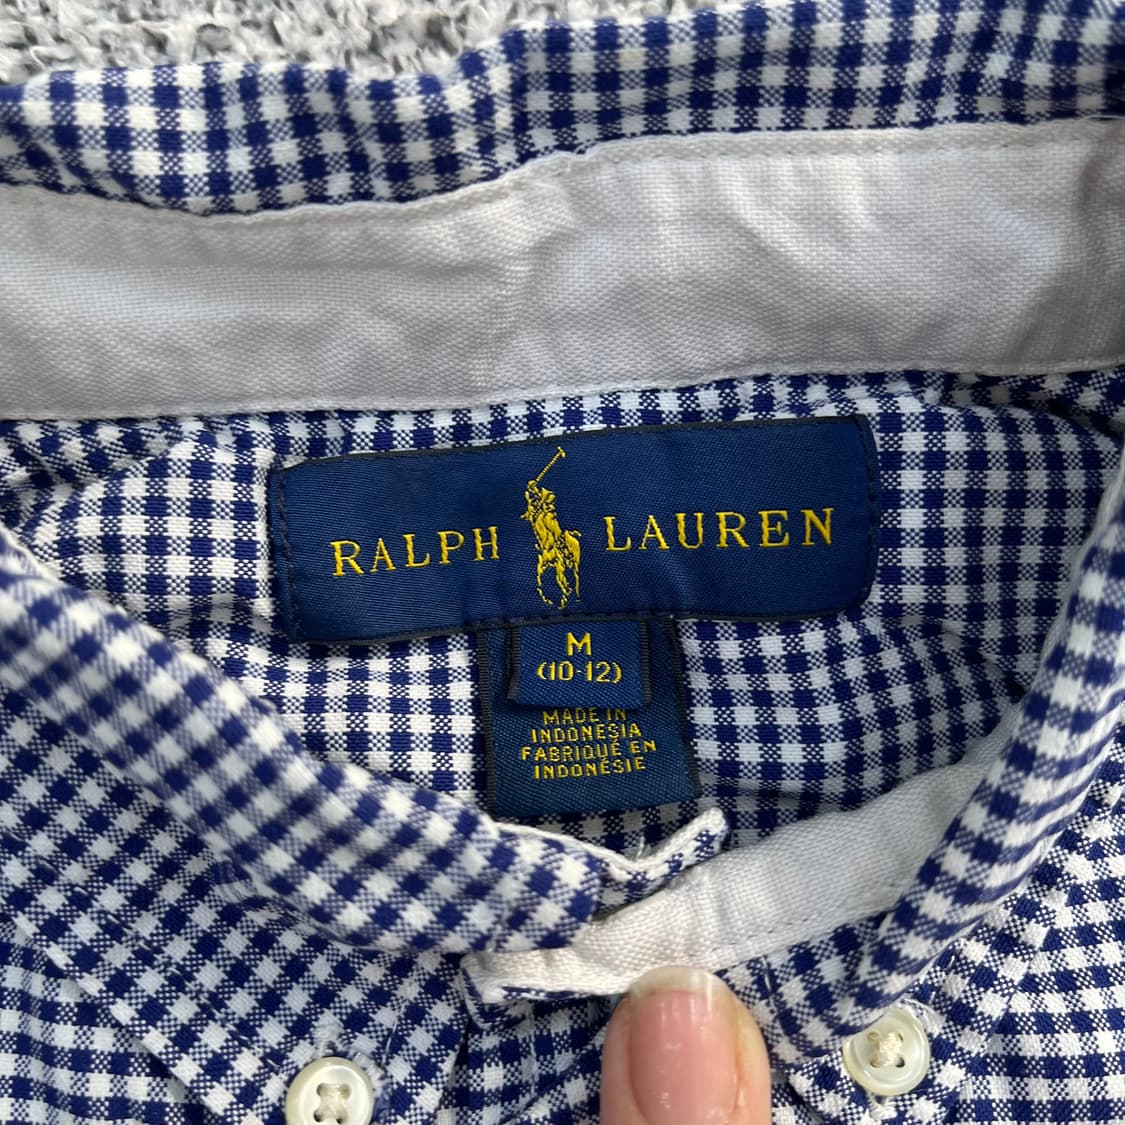 RALPH LAUREN
M
(10-12)
MADE IN
INDONESIA
FABRIQUÉ EN
INDONÉSIE